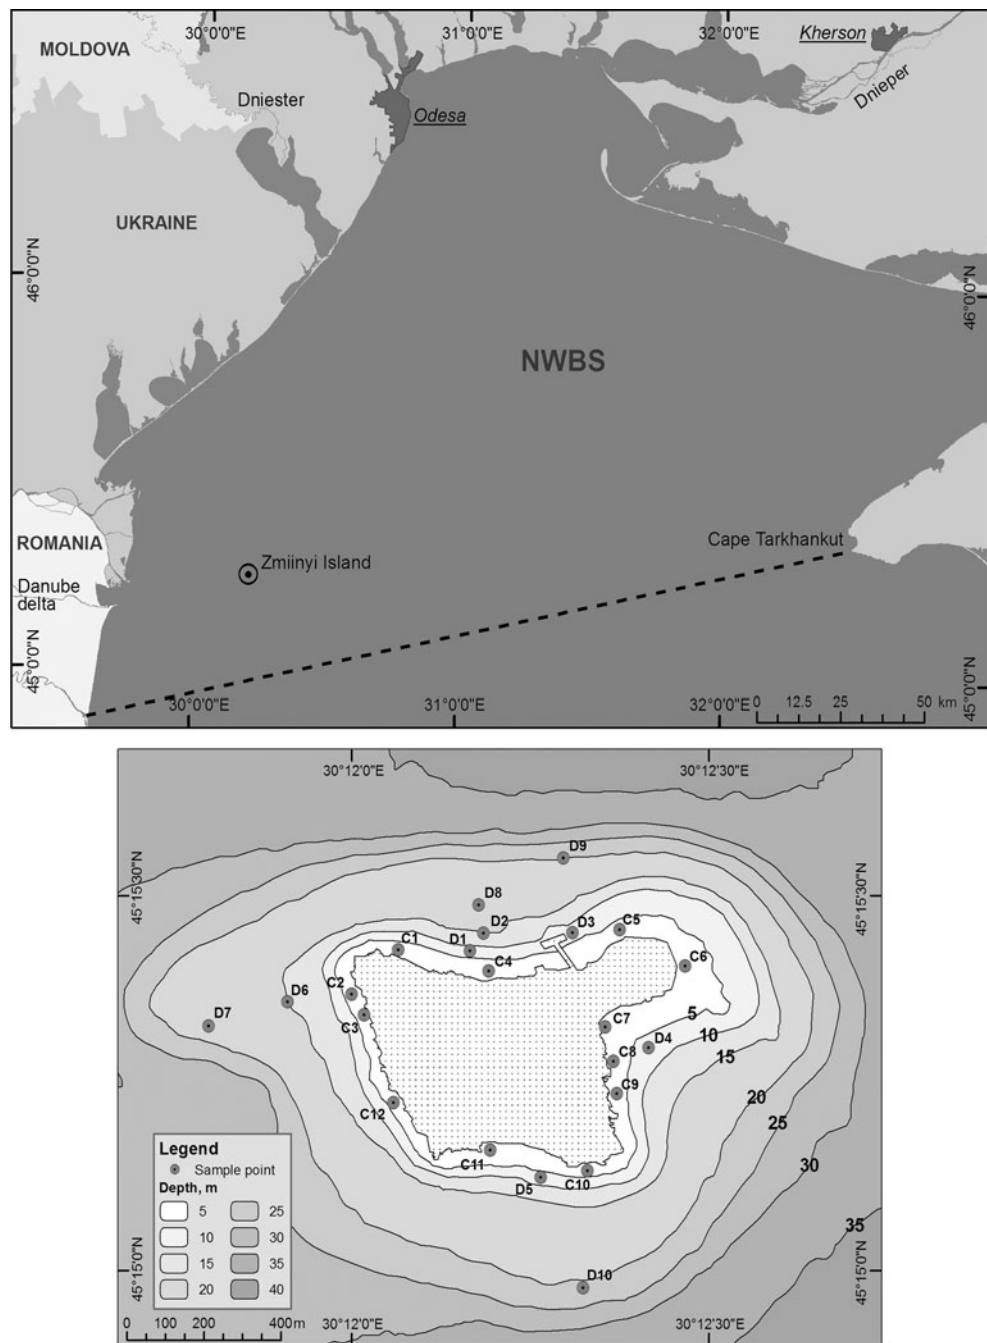 30°0'0"E
31°0'0"E
32°0'0"E
MOLDOVA
Kherson
Dniester
Dnieper
Odesa
UKRAINE
46°0'0"N
46°0'0"N
NWBS
ROMANIA
Cape Tarkhankut
Zmiinyi Island
Danube
delta
45°0'0"N
45°0'0"N
30°0'0"E
31°0'0"E
32°0'0"E
0 12.5 25 50 km
30°12'0"E
30°12'30"E
45°15'30"N
45°15'30"N
D9
D8
D2
D3
C5
C1
D1
C4
C6
C2
D6
C3
D7
C7
5
10
D4
C8
15
C9
20
C12
25
C11
30
C10
D5
35
D10
45°15'0"N
45°15'0"N
Legend
Sample point
Depth, m
5 25
10 30
15 35
20 40
0 100 200 400 m
30°12'0"E
30°12'30"E